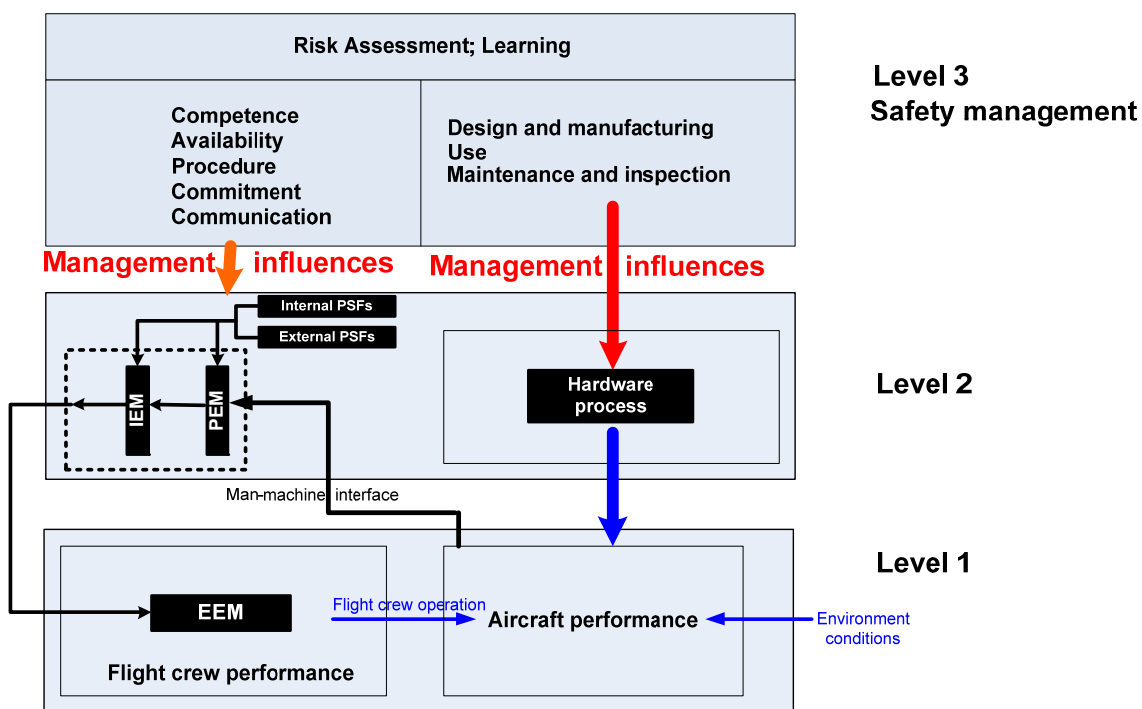 Risk Assessment; Learning
Level 3
Safety management
Competence
Availability
Procedure
Commitment
Communication
Design and manufacturing
Use
Maintenance and inspection
Management influences
Management influences
Internal PSFs
External PSFs
IEM
PEM
Hardware
process
Level 2
Man-machine interface
Level 1
EEM
Flight crew operation
Flight crew performance
Aircraft performance
Environment
conditions